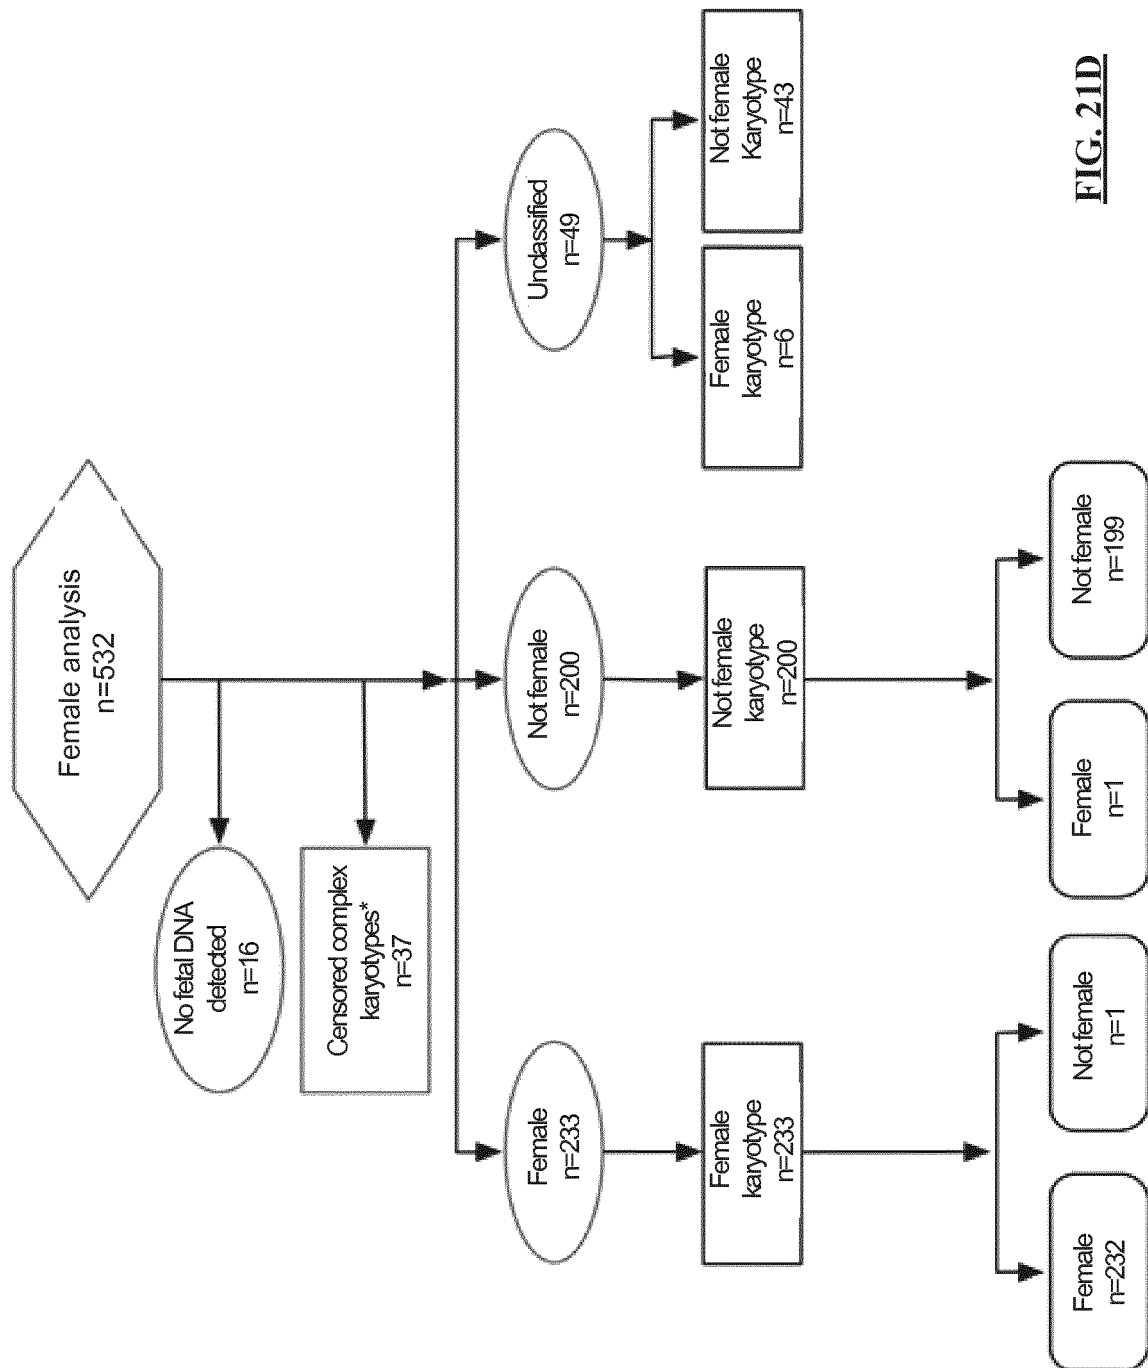 Female analysis
n=532
No fetal DNA
detected
n=16
Censored complex
karyotypes*
n=37
Female
n=233
Not female
n=200
Unclassified
n=49
Female
karyotype
n=233
Not female
karyotype
n=200
Female
karyotype
n=6
Not female
Karyotype
n=43
Female
n=232
Not female
n=1
Female
n=1
Not female
n=199
FIG. 21D